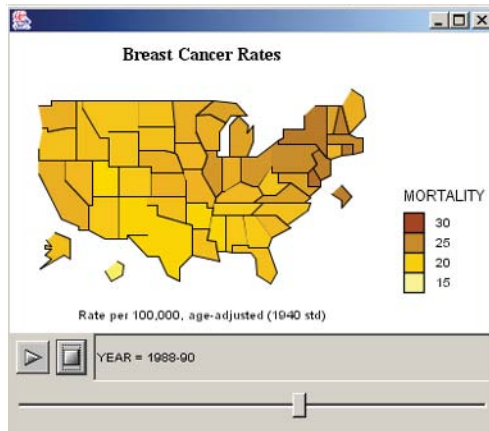 Breast Cancer Rates
MORTALITY
30
25
20
15
Rate per 100,000, age-adjusted (1940 std)
YEAR = 1988-90